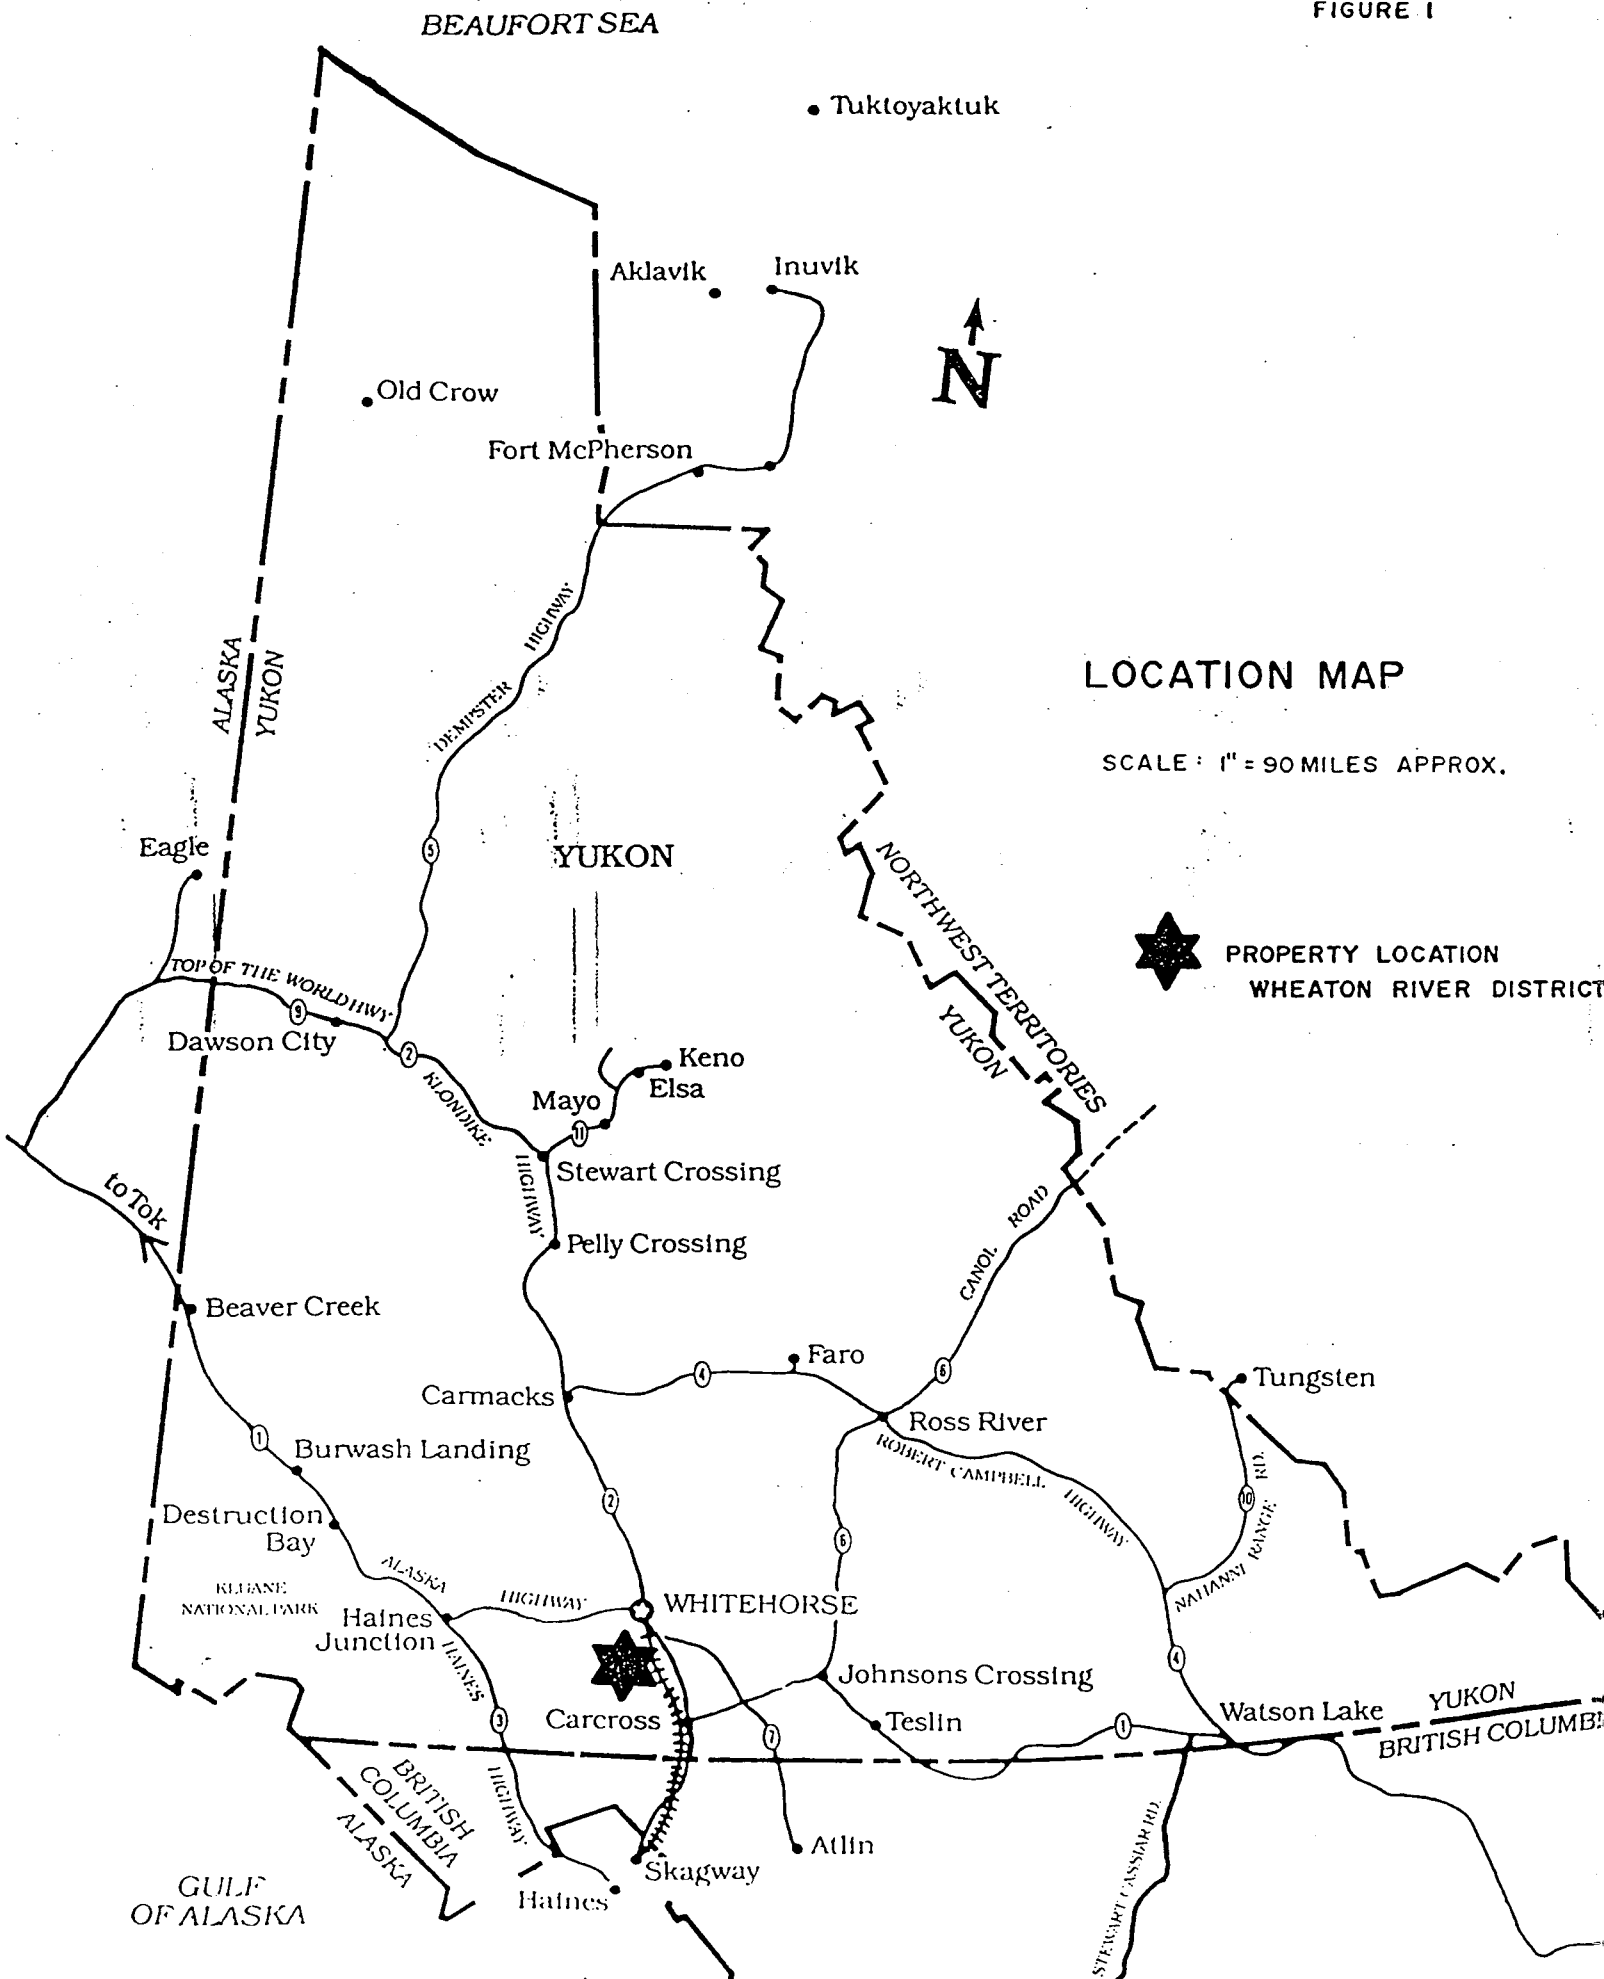 FIGURE 1
BEAUFORT SEA
Tuktoyaktuk
Aklavik
Inuvik
N
Old Crow
Fort McPherson
DEMPSTER HIGHWAY
ALASKA
YUKON
LOCATION MAP
SCALE: 1" = 90 MILES APPROX.
Eagle
5
YUKON
NORTHWEST TERRITORIES
YUKON
PROPERTY LOCATION
WHEATON RIVER DISTRICT
TOP OF THE WORLD HWY
9
Dawson City
2
KLONDIKE HIGHWAY
Keno
Elsa
Mayo
11
Stewart Crossing
to Tok
Pelly Crossing
CANOL ROAD
Beaver Creek
Faro
4
6
Tungsten
Carmacks
Ross River
1
Burwash Landing
ROBERT CAMPBELL HIGHWAY
2
10
NAHANNI RANGE RD.
Destruction
Bay
6
ALASKA HIGHWAY
KLUANE
NATIONAL PARK
WHITEHORSE
Haines
Junction
HAINES HIGHWAY
4
Johnsons Crossing
3
Carcross
7
Teslin
1
Watson Lake
YUKON
BRITISH COLUMBI
BRITISH
COLUMBIA
ALASKA
STEWART CASSIAR RD.
Atlin
Skagway
Haines
GULF
OF ALASKA